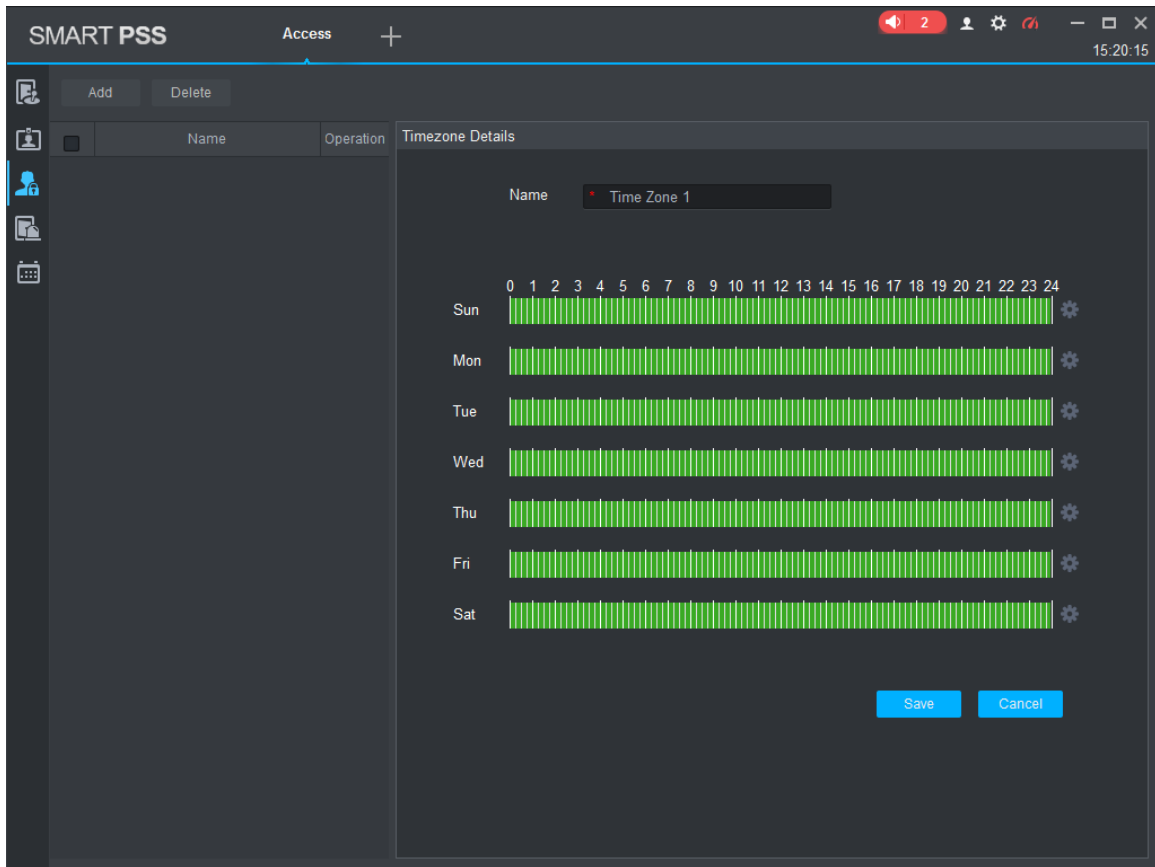 SMART PSS
Access
2
15:20:15
Add Delete
Name Operation
Timezone Details
Name * Time Zone 1
0 1 2 3 4 5 6 7 8 9 10 11 12 13 14 15 16 17 18 19 20 21 22 23 24
Sun
Mon
Tue
Wed
Thu
Fri
Sat
Save Cancel